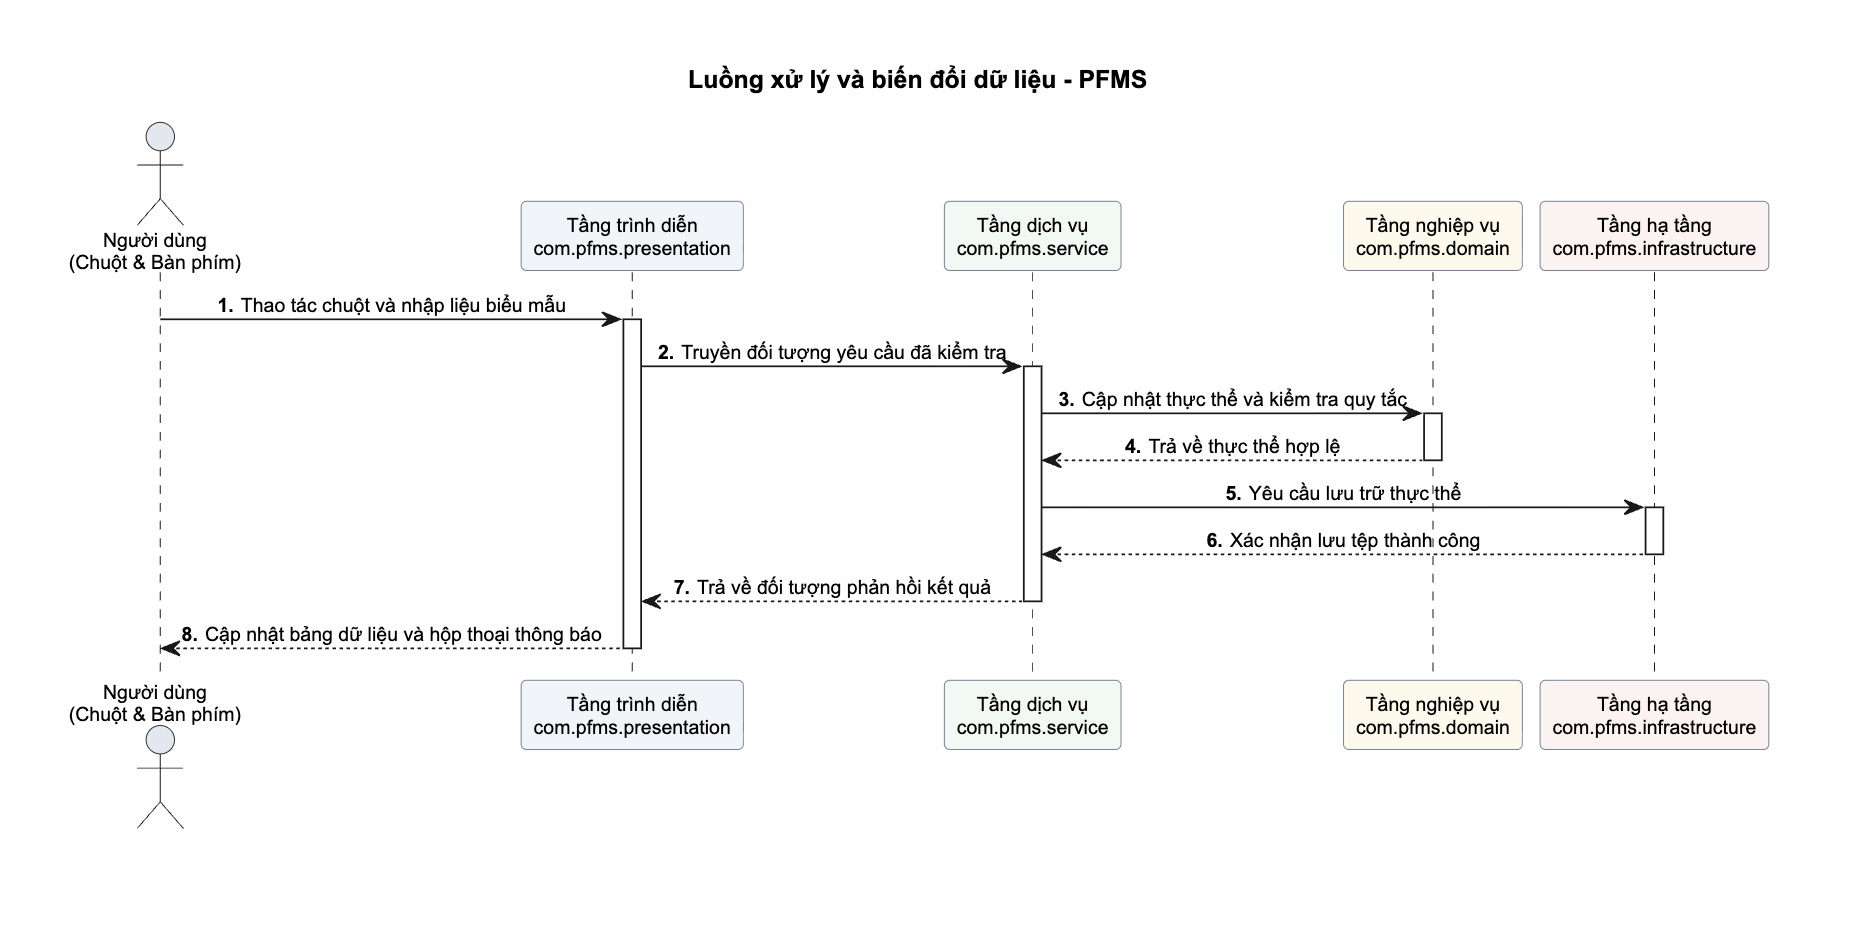 Luồng xử lý và biến đổi dữ liệu - PFMS
Người dùng
(Chuột & Bàn phím)
Tầng trình diễn
com.pfms.presentation
Tầng dịch vụ
com.pfms.service
Tầng nghiệp vụ
com.pfms.domain
Tầng hạ tầng
com.pfms.infrastructure
1. Thao tác chuột và nhập liệu biểu mẫu
2. Truyền đối tượng yêu cầu đã kiểm tra
3. Cập nhật thực thể và kiểm tra quy tắc
4. Trả về thực thể hợp lệ
5. Yêu cầu lưu trữ thực thể
6. Xác nhận lưu tệp thành công
7. Trả về đối tượng phản hồi kết quả
8. Cập nhật bảng dữ liệu và hộp thoại thông báo
Người dùng
(Chuột & Bàn phím)
Tầng trình diễn
com.pfms.presentation
Tầng dịch vụ
com.pfms.service
Tầng nghiệp vụ
com.pfms.domain
Tầng hạ tầng
com.pfms.infrastructure